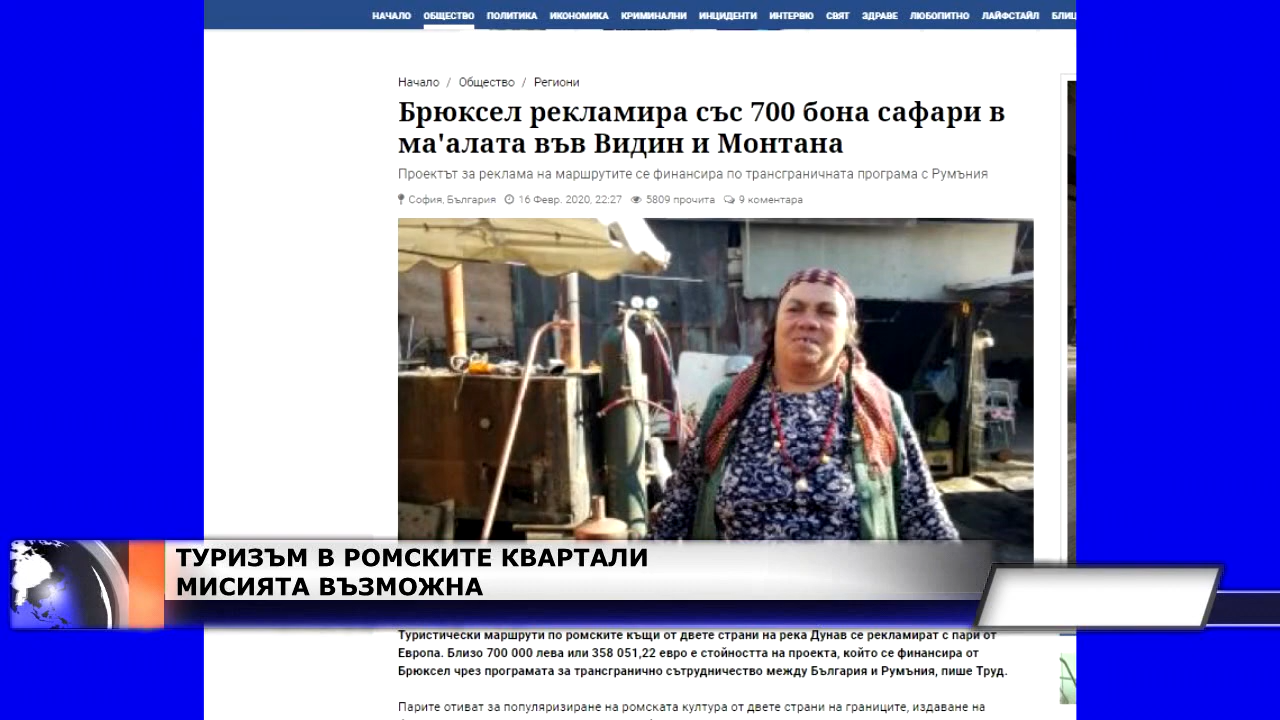 НАЧАЛО ОБЩЕСТВО ПОЛИТИКА ИКОНОМИКА КРИМИНАЛНИ ИНЦИДЕНТИ ИНТЕРВЮ СВЯТ ЗДРАВЕ ЛЮБОПИТНО ЛАЙФСТАЙЛ БЛИЦ
Начало / Общество / Региони
Брюксел рекламира със 700 бона сафари в
ма'алата във Видин и Монтана
Проектът за реклама на маршрутите се финансира по трансграничната програма с Румъния
София, България 16 Февр. 2020, 22:27 5809 прочита 9 коментара
ТУРИЗЪМ В РОМСКИТЕ КВАРТАЛИ
МИСИЯТА ВЪЗМОЖНА
Туристически маршрути по ромските къщи от двете страни на река Дунав се рекламират с пари от
Европа. Близо 700 000 лева или 358 051,22 евро е стойността на проекта, който се финансира от
Брюксел чрез програмата за трансгранично сътрудничество между България и Румъния, пише Труд.
Парите отиват за популяризиране на ромската култура от двете страни на границите, издаване на